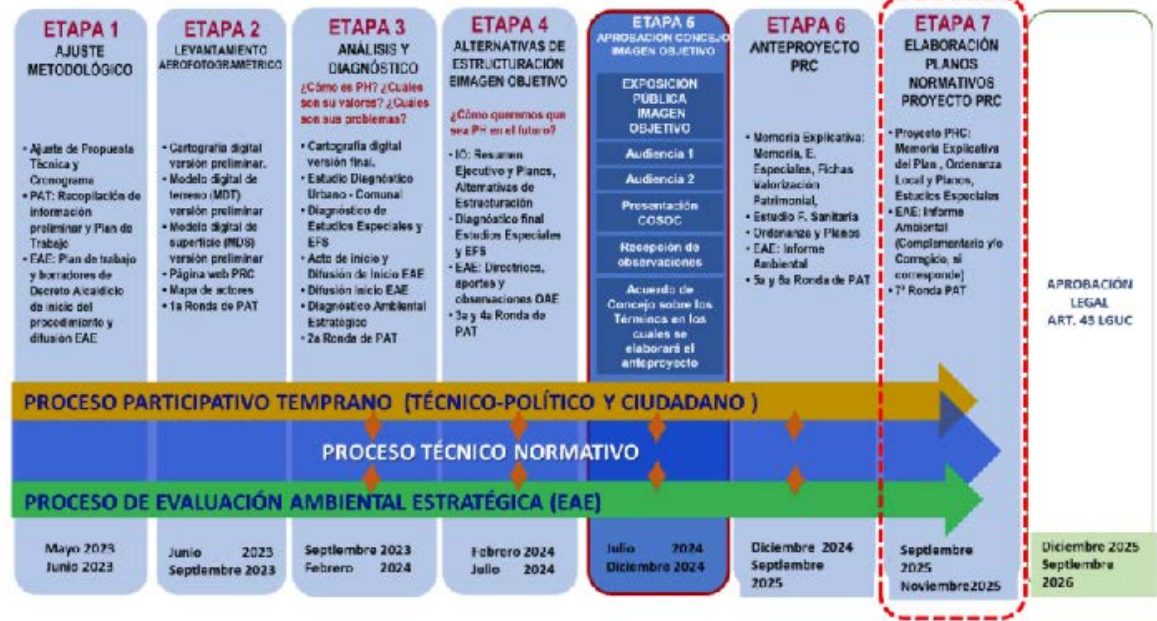 ETAPA 1
AJUSTE
METODOLÓGICO
• Ajuste de Propuesta
Técnica y
Cronograma
• PAT: Recopilación de
información
preliminar y Plan de
Trabajo
• EAE: Plan de trabajo
y borradores de
Decreto Alcaldicio
de inicio del
procedimiento y
difusión EAE
Mayo 2023
Junio 2023
ETAPA 2
LEVANTAMIENTO
AEROFOTOGRAMÉTRICO
• Cartografía digital
versión preliminar.
• Modelo digital de
terreno (MDT)
versión preliminar
• Modelo digital de
superficie (MDS)
versión preliminar
• Página web PRC
• Mapa de actores
• 1a Ronda de PAT
Junio 2023
Septiembre 2023
ETAPA 3
ANÁLISIS Y
DIAGNÓSTICO
¿Cómo es PH? ¿Cuáles
son su valores? ¿Cuáles
son sus problemas?
• Cartografía digital
versión final.
• Estudio Diagnóstico
Urbano - Comunal
• Diagnóstico de
Estudios Especiales y
EFS
• Acto de inicio y
Difusión de Inicio EAE
• Difusión Inicio EAE
• Diagnóstico Ambiental
Estratégico
• 2a Ronda de PAT
Septiembre 2023
Febrero 2024
ETAPA 4
ALTERNATIVAS DE
ESTRUCTURACIÓN
EIMAGEN OBJETIVO
¿Cómo queremos que
sea PH en el futuro?
• IO: Resumen
Ejecutivo y Planos,
Alternativas de
Estructuración
• Diagnóstico final
Estudios Especiales
y EFS
• EAE: Directrices,
aportes y
observaciones OAE
• 3a y 4a Ronda de
PAT
Febrero 2024
Julio 2024
ETAPA 5
APROBACIÓN CONCEJO
IMAGEN OBJETIVO
EXPOSICIÓN
PÚBLICA
IMAGEN
OBJETIVO
Audiencia 1
Audiencia 2
Presentación
COSOC
Recepción de
observaciones
Acuerdo de
Concejo sobre los
Términos en los
cuales se
elaborará el
anteproyecto
Julio 2024
Diciembre 2024
ETAPA 6
ANTEPROYECTO
PRC
• Memoria Explicativa:
Memoria, E.
Especiales, Fichas
Valorización
Patrimonial,
• Estudio F. Sanitaria
• Ordenanza y Planos
• EAE: Informe
Ambiental
• 5a y 6a Ronda de PAT
Diciembre 2024
Septiembre
2025
ETAPA 7
ELABORACIÓN
PLANOS
NORMATIVOS
PROYECTO PRC
• Proyecto PRC:
Memoria Explicativa
del Plan , Ordenanza
Local y Planos,
Estudios Especiales
• EAE: Informe
Ambiental
(Complementario y/o
Corregido, si
corresponde)
• 7ª Ronda PAT
Septiembre
2025
Noviembre2025
APROBACIÓN
LEGAL
ART. 43 LGUC
Diciembre 2025
Septiembre
2026
PROCESO PARTICIPATIVO TEMPRANO (TÉCNICO-POLÍTICO Y CIUDADANO )
PROCESO TÉCNICO NORMATIVO
PROCESO DE EVALUACIÓN AMBIENTAL ESTRATÉGICA (EAE)